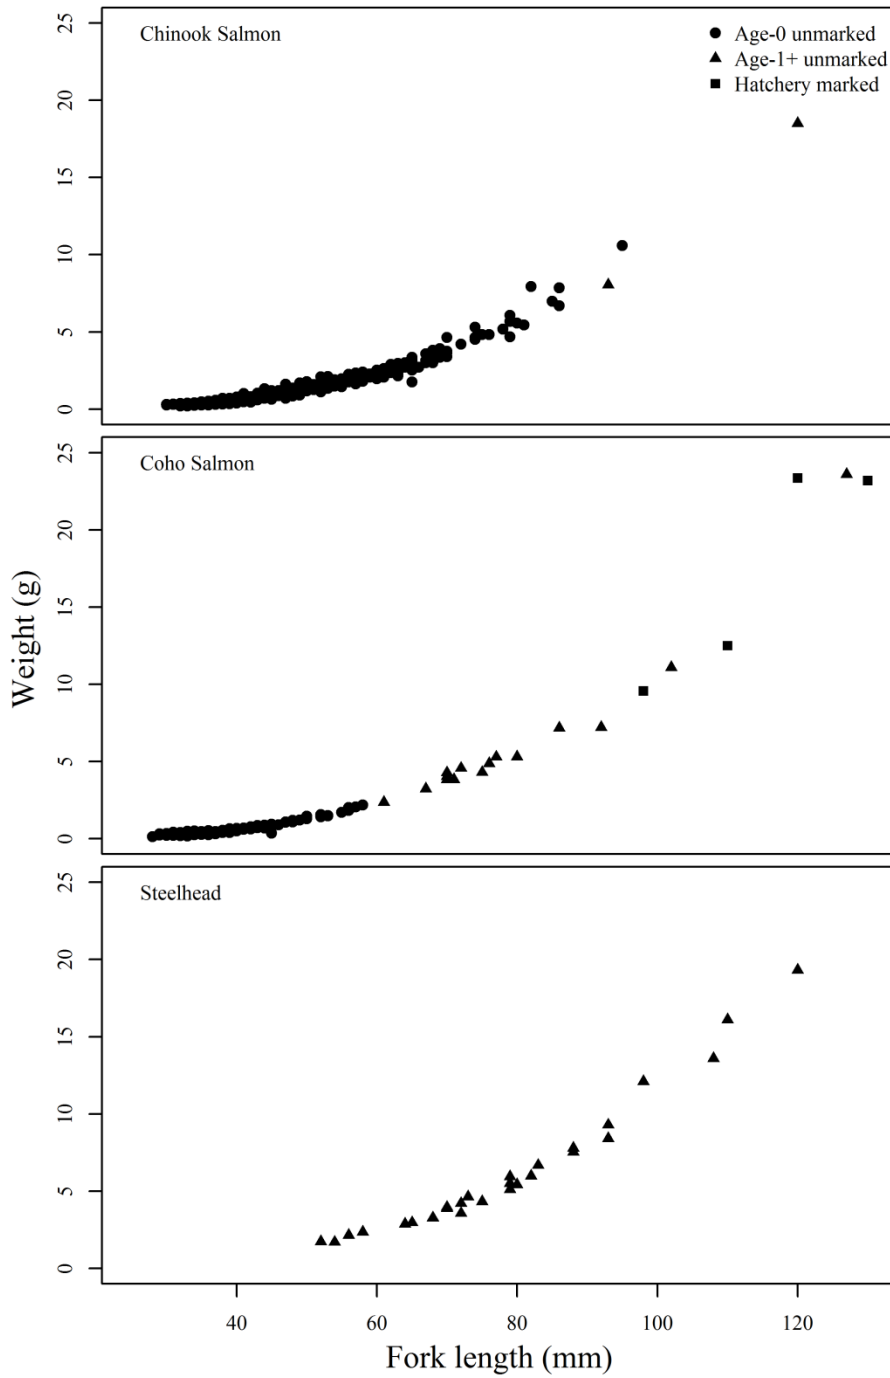 Chinook Salmon
Age-0 unmarked
Age-1+ unmarked
Hatchery marked
25
20
15
10
5
0
Coho Salmon
25
20
15
10
5
0
Weight (g)
Steelhead
25
20
15
10
5
0
40 60 80 100 120
Fork length (mm)